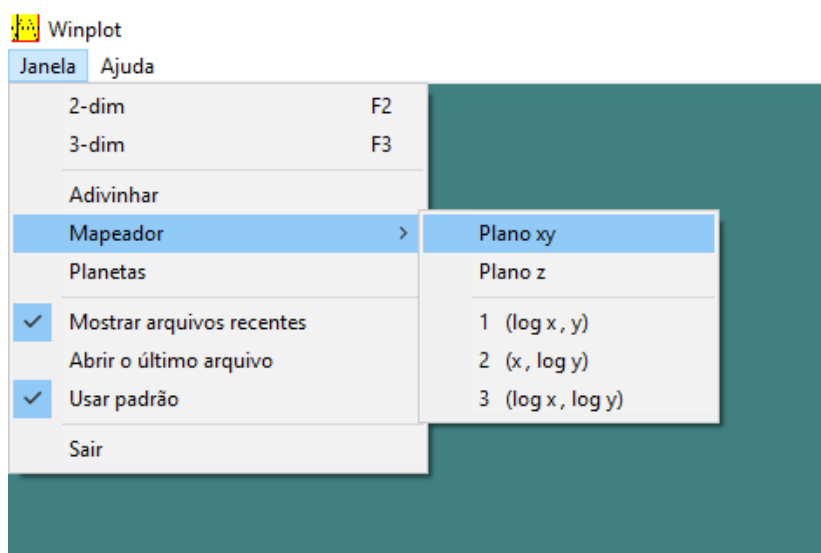 Winplot
Janela Ajuda
2-dim F2
3-dim F3
Adivinhar
Mapeador >
Planetas
Mostrar arquivos recentes
Abrir o último arquivo
Usar padrão
Sair
Plano xy
Plano z
1 (log x , y)
2 (x , log y)
3 (log x , log y)